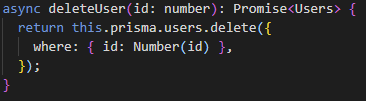 async deleteUser(id: number): Promise<Users> {
  return this.prisma.users.delete({
    where: { id: Number(id) },
  });
}